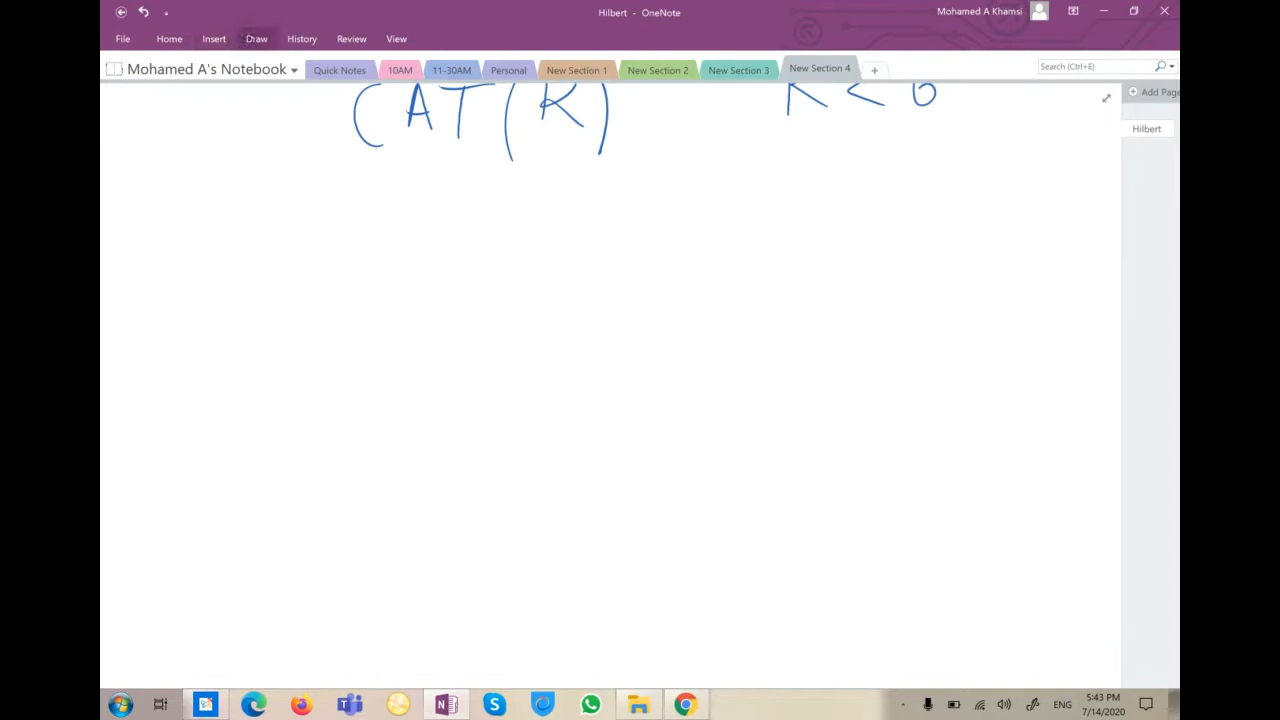 Hilbert - OneNote
Mohamed A Khamsi
File Home Insert Draw History Review View
Mohamed A's Notebook
Quick Notes 10AM 11-30AM Personal New Section 1 New Section 2 New Section 3 New Section 4
Search (Ctrl+E)
Add Page
Hilbert
CAT(K) K < 0
5:43 PM
ENG
7/14/2020